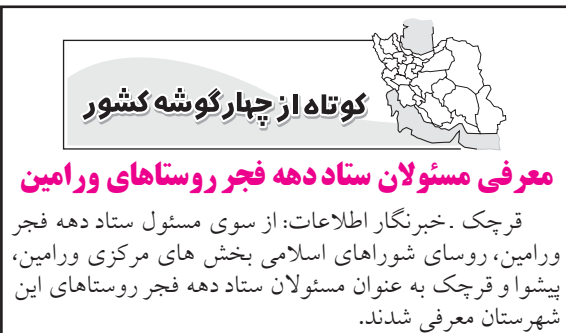 کوتاه از چهارگوشه کشور
معرفی مسئولان ستاد دهه فجر روستاهای ورامین
قرچک ـ خبرنگار اطلاعات: از سوی مسئول ستاد دهه فجر
ورامین، روسای شوراهای اسلامی بخش های مرکزی ورامین،
پیشوا و قرچک به عنوان مسئولان ستاد دهه فجر روستاهای این
شهرستان معرفی شدند.